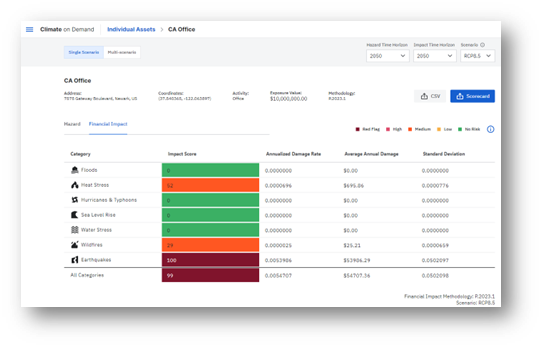 Climate on Demand Individual Assets > CA Office
Single Scenario Multi-scenario
Hazard Time Horizon Impact Time Horizon Scenario
2050 2050 RCP8.5
CA Office
Address: Coordinates: Activity: Exposure Value: Methodology:
7575 Gateway Boulevard, Newark, US (37.540365, -122.063897) Office $10,000,000.00 R2023.1
CSV Scorecard
Hazard Financial Impact
Red Flag High Medium Low No Risk
Category Impact Score Annualized Damage Rate Average Annual Damage Standard Deviation
Floods 0 0.0000000 $0.00 0.0000000
Heat Stress 52 0.0000696 $695.06 0.0000776
Hurricanes & Typhoons 0 0.0000000 $0.00 0.0000000
Sea Level Rise 0 0.0000000 $0.00 0.0000000
Water Stress 0 0.0000000 $0.00 0.0000000
Wildfires 39 0.0000025 $25.21 0.0000659
Earthquakes 100 0.0053986 $53986.29 0.0502097
All Categories 99 0.0054707 $54707.36 0.0502098
Financial Impact Methodology: R2023.1
Scenario: RCP8.5